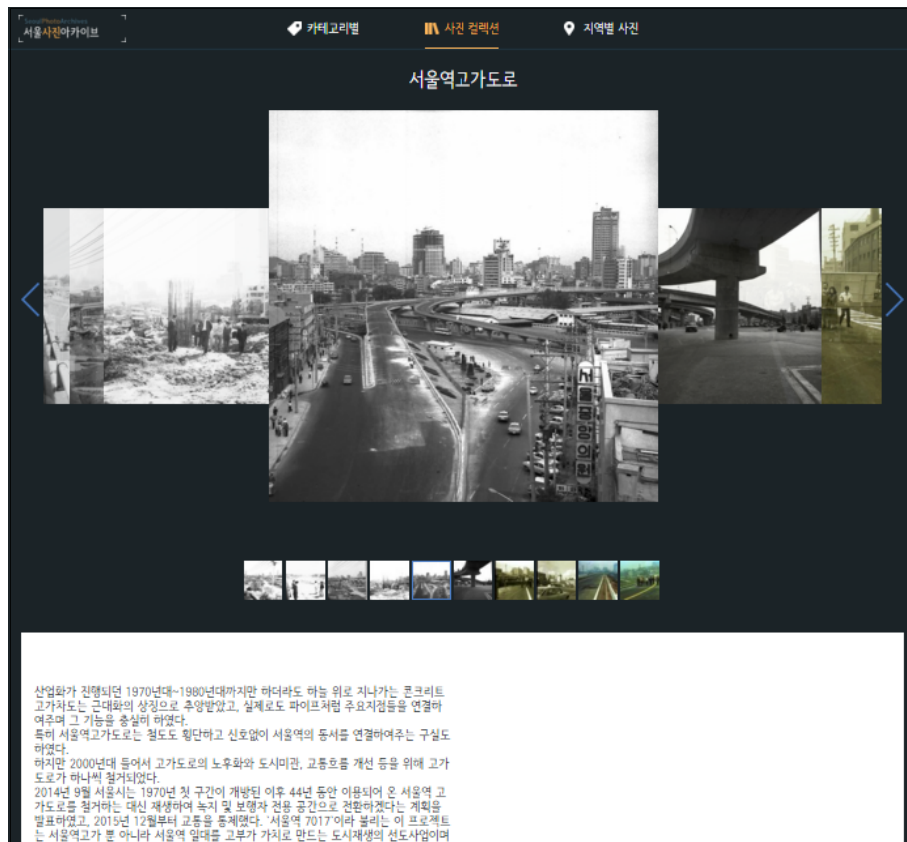 SeoulPhotoArchives
서울사진아카이브
카테고리별
사진 컬렉션
지역별 사진
서울역고가도로
서울중앙의원
산업화가 진행되던 1970년대~1980년대까지만 하더라도 하늘 위로 지나가는 콘크리트
고가차도는 근대화의 상징으로 추앙받았고, 실제로도 파이프처럼 주요지점들을 연결하
여주며 그 기능을 충실히 하였다.
특히 서울역고가도로는 철도도 횡단하고 신호없이 서울역의 동서를 연결하여주는 구실도
하였다.
하지만 2000년대 들어서 고가도로의 노후화와 도시미관, 교통흐름 개선 등을 위해 고가
도로가 하나씩 철거되었다.
2014년 9월 서울시는 1970년 첫 구간이 개방된 이후 44년 동안 이용되어 온 서울역 고
가도로를 철거하는 대신 재생하여 녹지 및 보행자 전용 공간으로 전환하겠다는 계획을
발표하였고, 2015년 12월부터 교통을 통제했다. '서울역 7017'이라 불리는 이 프로젝트
는 서울역고가 뿐 아니라 서울역 일대를 고부가 가치로 만드는 도시재생의 선도사업이며